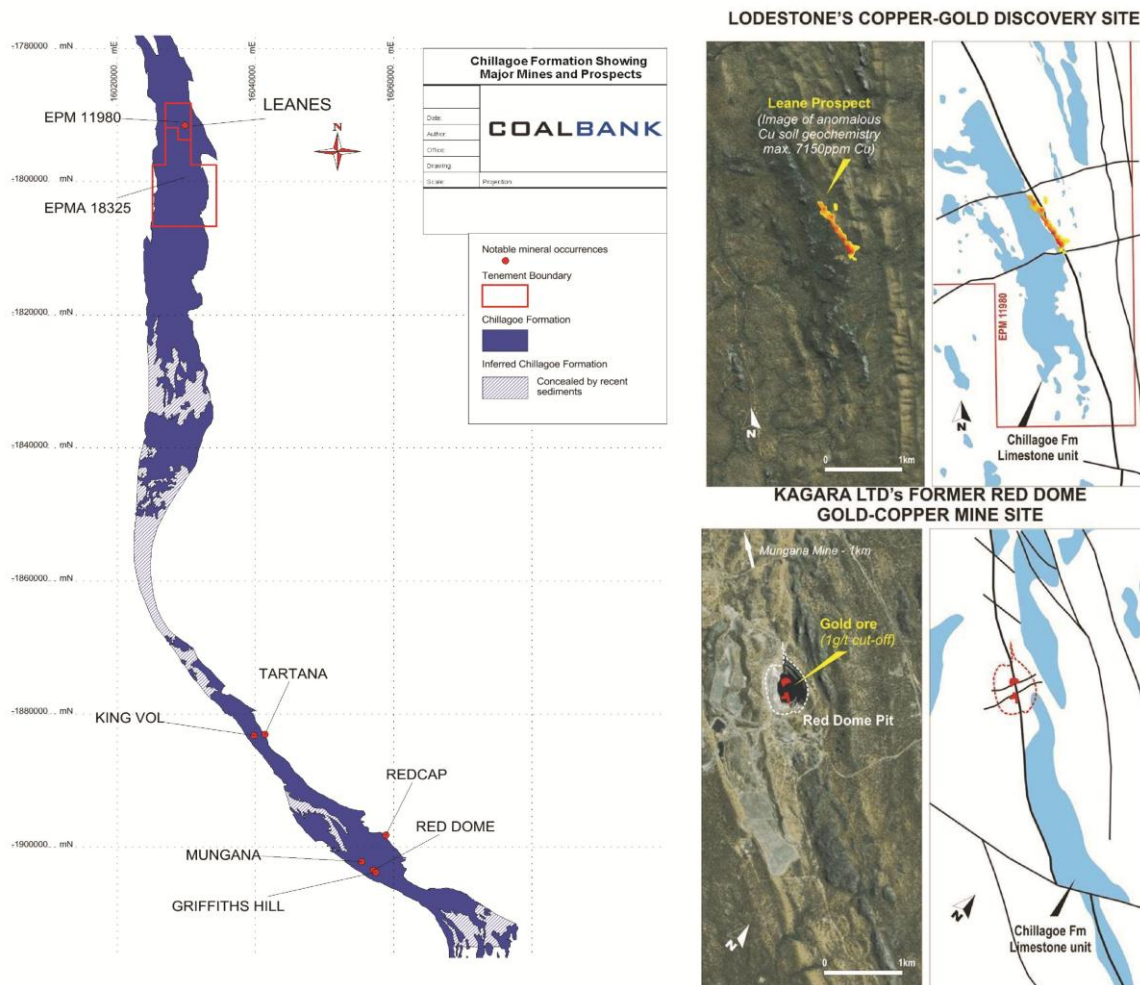 -1780000 mN
16020000 mE
16040000 mE
16060000 mE
Chillagoe Formation Showing
Major Mines and Prospects
Date:
Author:
Office:
Drawing:
Scale:
Projection:
COALBANK
EPM 11980
LEANES
N
-1800000 mN
EPMA 18325
-1820000 mN
-1840000 mN
-1860000 mN
-1880000 mN
-1900000 mN
Notable mineral occurrences
Tenement Boundary
Chillagoe Formation
Inferred Chillagoe Formation
Concealed by recent
sediments
TARTANA
KING VOL
REDCAP
RED DOME
MUNGANA
GRIFFITHS HILL
LODESTONE'S COPPER-GOLD DISCOVERY SITE
Leane Prospect
(Image of anomalous
Cu soil geochemistry
max. 7150ppm Cu)
N
0 1km
EPM 11980
N
Chillagoe Fm
Limestone unit
KAGARA LTD's FORMER RED DOME
GOLD-COPPER MINE SITE
Mungana Mine - 1km
Gold ore
(1g/t cut-off)
Red Dome Pit
N
0 1km
N
Chillagoe Fm
Limestone unit